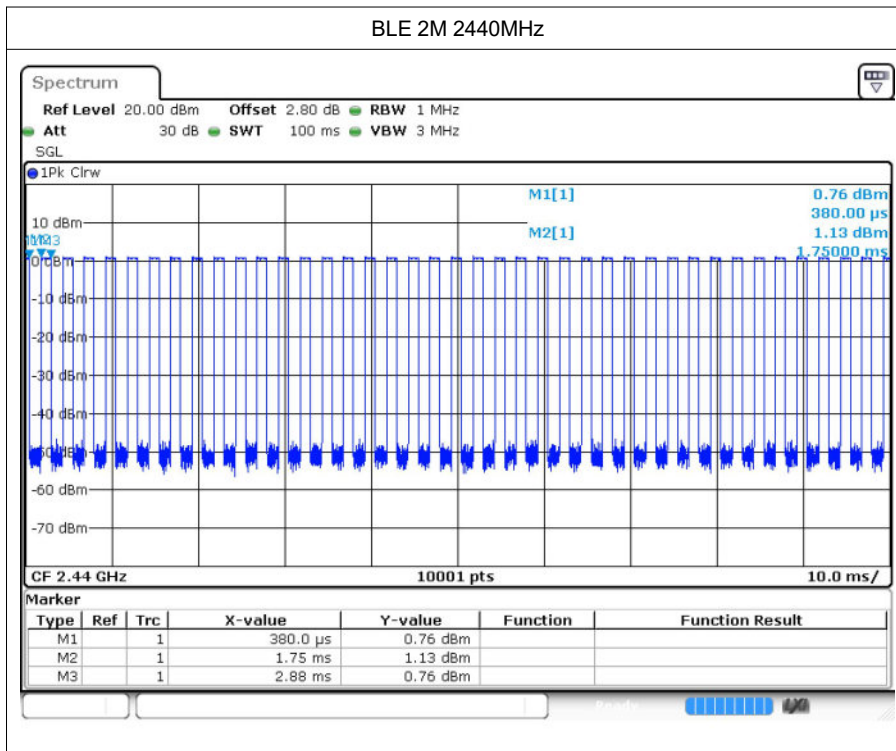 BLE 2M 2440MHz
Spectrum
Ref Level 20.00 dBm Offset 2.80 dB RBW 1 MHz
Att 30 dB SWT 100 ms VBW 3 MHz
SGL
1Pk Clrw
M1[1] 0.76 dBm
380.00 µs
M2[1] 1.13 dBm
1.75000 ms
10 dBm
0 dBm
-10 dBm
-20 dBm
-30 dBm
-40 dBm
-60 dBm
-70 dBm
CF 2.44 GHz 10001 pts 10.0 ms/
Marker
Type Ref Trc X-value Y-value Function Function Result
M1 1 380.0 µs 0.76 dBm
M2 1 1.75 ms 1.13 dBm
M3 1 2.88 ms 0.76 dBm